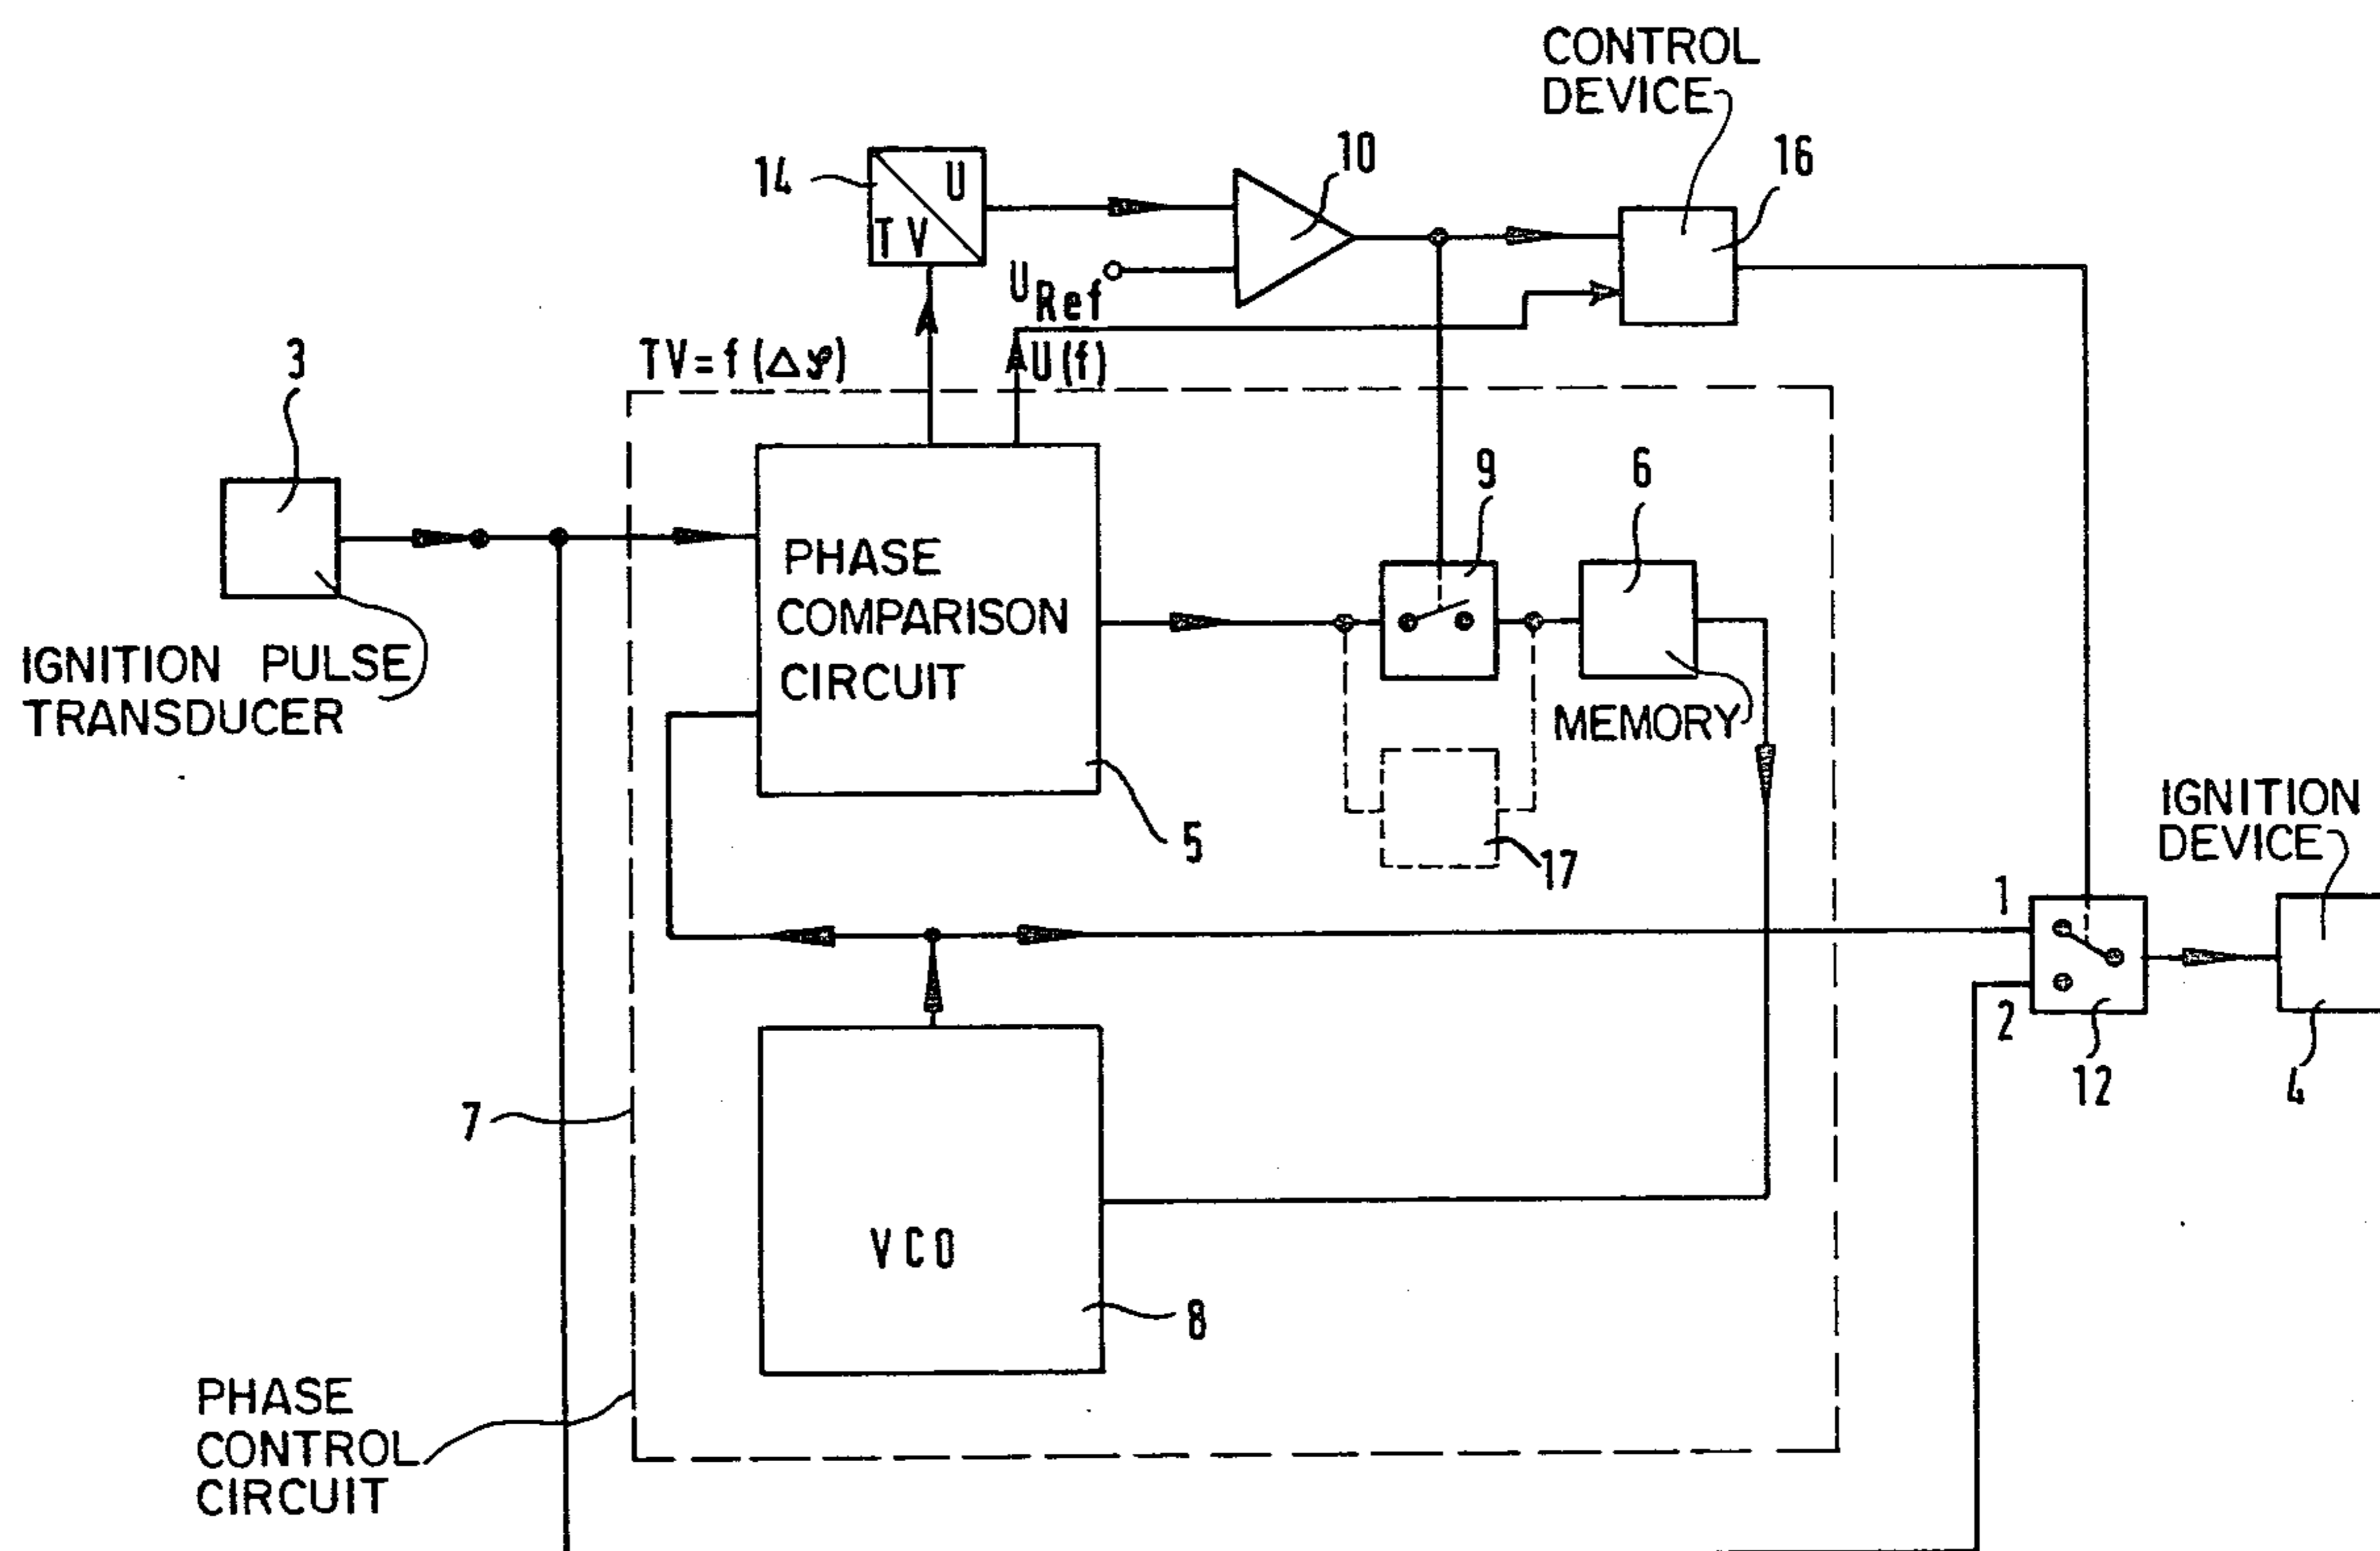 CONTROL
DEVICE
16
10
14
U
TV
U Ref
TV=f(Δφ)
U(f)
3
PHASE
COMPARISON
CIRCUIT
9
6
IGNITION PULSE
TRANSDUCER
MEMORY
5
17
IGNITION
DEVICE
1
2
12
4
7
VCO
8
PHASE
CONTROL
CIRCUIT